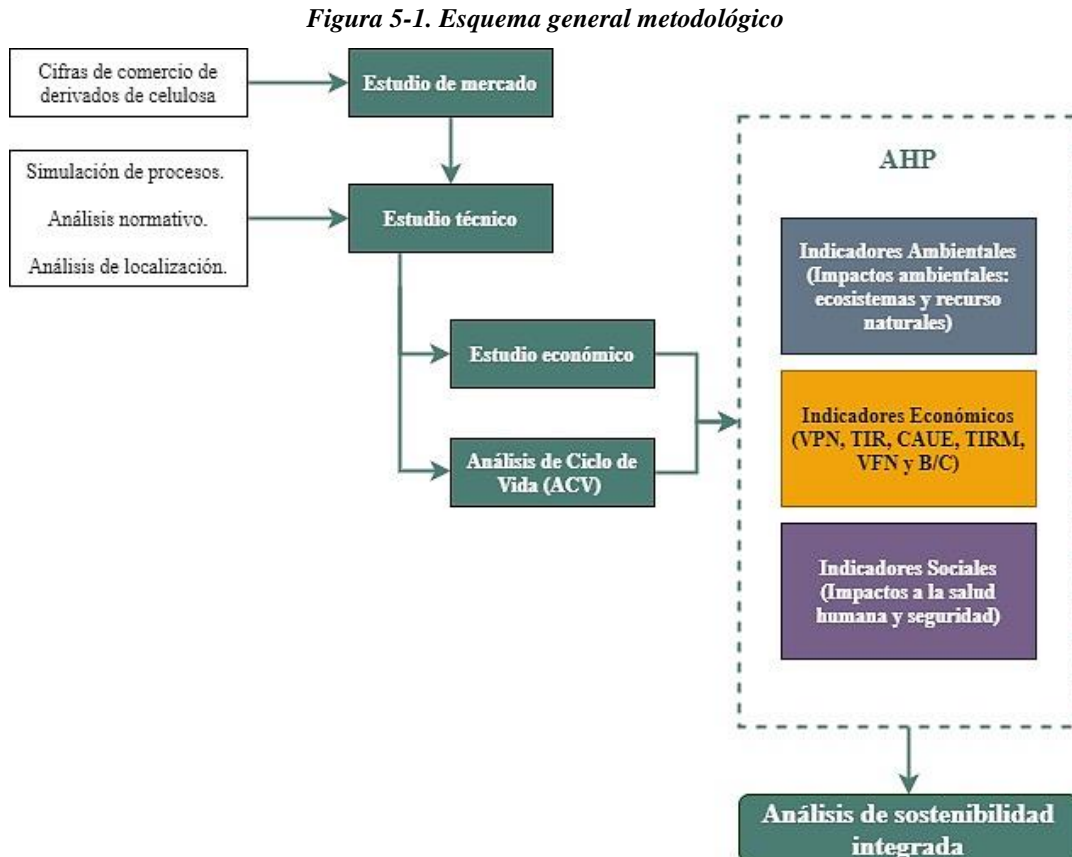 Figura 5-1. Esquema general metodológico
Cifras de comercio de
derivados de celulosa
Estudio de mercado
Simulación de procesos.
Análisis normativo.
Análisis de localización.
Estudio técnico
Estudio económico
Análisis de Ciclo de
Vida (ACV)
AHP
Indicadores Ambientales
(Impactos ambientales:
ecosistemas y recurso
naturales)
Indicadores Económicos
(VPN, TIR, CAUE, TIRM,
VFN y B/C)
Indicadores Sociales
(Impactos a la salud
humana y seguridad)
Análisis de sostenibilidad
integrada